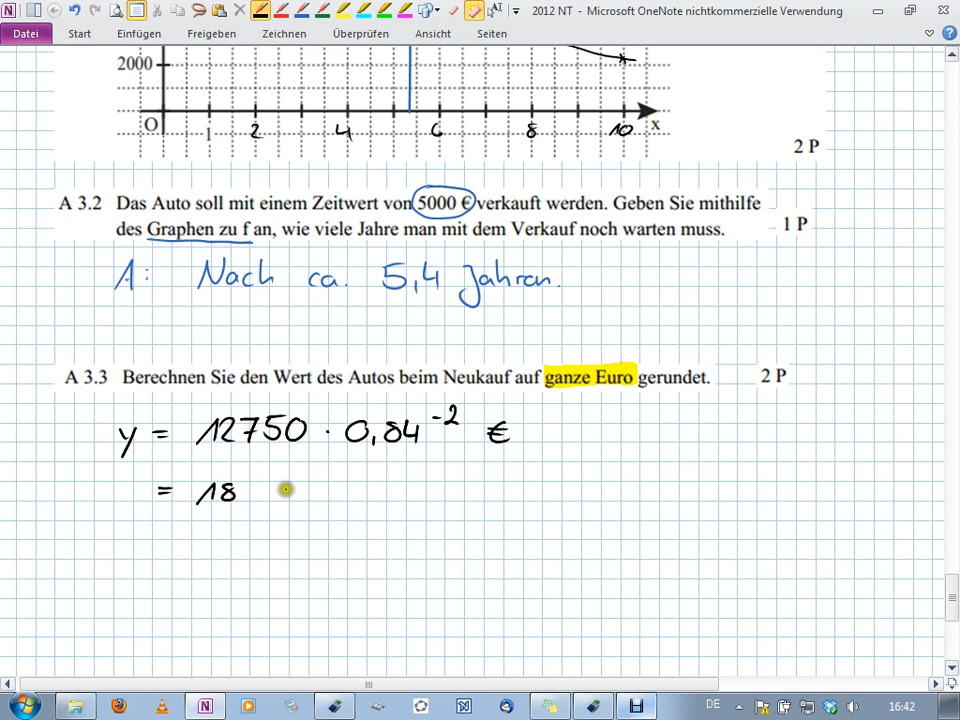 2012 NT - Microsoft OneNote nichtkommerzielle Verwendung
Datei Start Einfügen Freigeben Zeichnen Überprüfen Ansicht Seiten
2000
O 1 2 4 6 8 10 x
2 P
A 3.2 Das Auto soll mit einem Zeitwert von 5000 € verkauft werden. Geben Sie mithilfe
des Graphen zu f an, wie viele Jahre man mit dem Verkauf noch warten muss. 1 P
A: Nach ca. 5,4 Jahren.
A 3.3 Berechnen Sie den Wert des Autos beim Neukauf auf ganze Euro gerundet. 2 P
y = 12750 · 0,84⁻² €
= 18
DE 16:42